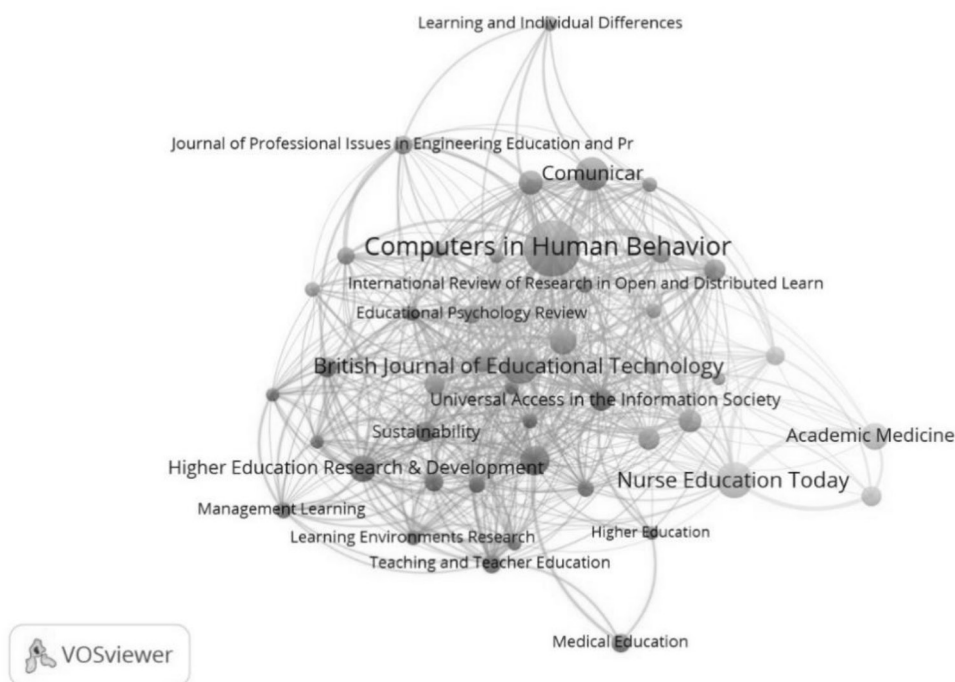 Learning and Individual Differences
Journal of Professional Issues in Engineering Education and Pr
Comunicar
Computers in Human Behavior
International Review of Research in Open and Distributed Learn
Educational Psychology Review
British Journal of Educational Technology
Universal Access in the Information Society
Sustainability
Academic Medicine
Higher Education Research & Development
Nurse Education Today
Management Learning
Learning Environments Research
Higher Education
Teaching and Teacher Education
Medical Education
VOSviewer